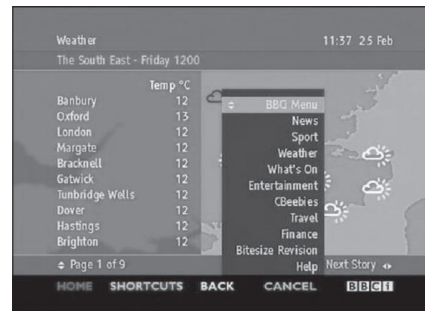 Weather 11:37 25 Feb
The South East - Friday 1200
Temp °C
Banbury 12
Oxford 13
London 12
Margate 12
Bracknell 12
Gatwick 12
Tunbridge Wells 12
Dover 12
Hastings 12
Brighton 12
BBCi Menu
News
Sport
Weather
What's On
Entertainment
CBeebies
Travel
Finance
Bitesize Revision
Help
Page 1 of 9 Next Story
HOME SHORTCUTS BACK CANCEL BBCi